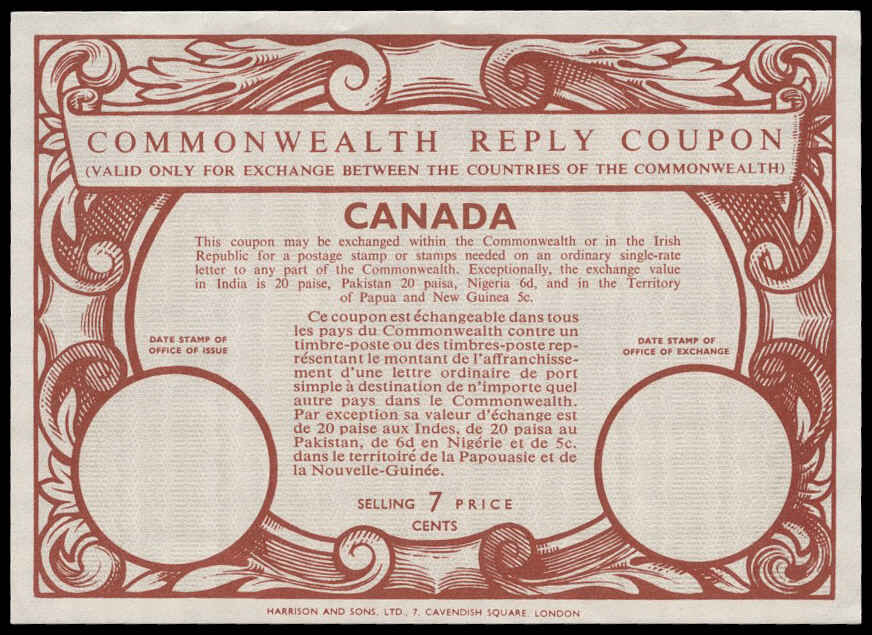 COMMONWEALTH REPLY COUPON
(VALID ONLY FOR EXCHANGE BETWEEN THE COUNTRIES OF THE COMMONWEALTH)
CANADA
This coupon may be exchanged within the Commonwealth or in the Irish
Republic for a postage stamp or stamps needed on an ordinary single-rate
letter to any part of the Commonwealth. Exceptionally, the exchange value
in India is 20 paise, Pakistan 20 paisa, Nigeria 6d, and in the Territory
of Papua and New Guinea 5c.
Ce coupon est échangeable dans tous
les pays du Commonwealth contre un
timbre-poste ou des timbres-poste rep-
résentant le montant de l'affranchisse-
ment d'une lettre ordinaire de port
simple à destination de n'importe quel
autre pays dans le Commonwealth.
Par exception sa valeur d'échange est
de 20 paise aux Indes, de 20 paisa au
Pakistan, de 6d en Nigérie et de 5c.
dans le territoiré de la Papouasie et de
la Nouvelle-Guinée.
DATE STAMP OF
OFFICE OF ISSUE
DATE STAMP OF
OFFICE OF EXCHANGE
SELLING 7 PRICE
CENTS
HARRISON AND SONS, LTD., 7, CAVENDISH SQUARE, LONDON